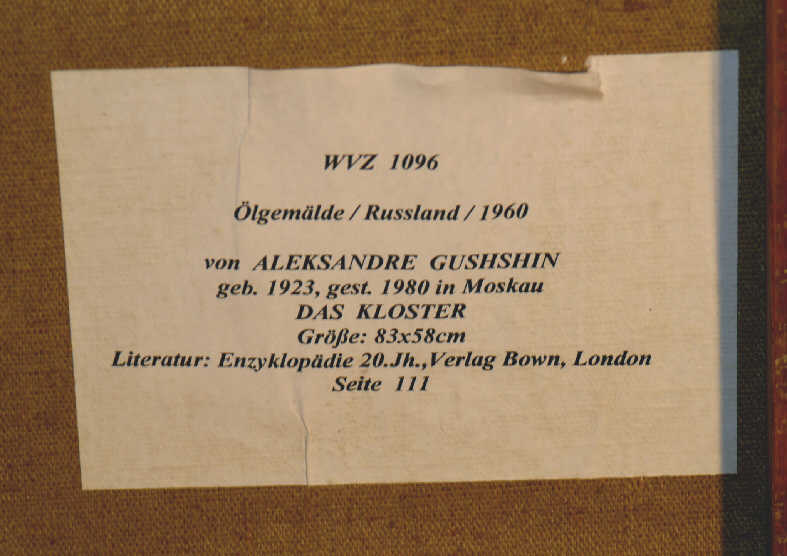 WVZ 1096
Ölgemälde / Russland / 1960
von ALEKSANDRE GUSHSHIN
geb. 1923, gest. 1980 in Moskau
DAS KLOSTER
Größe: 83x58cm
Literatur: Enzyklopädie 20.Jh.,Verlag Bown, London
Seite 111